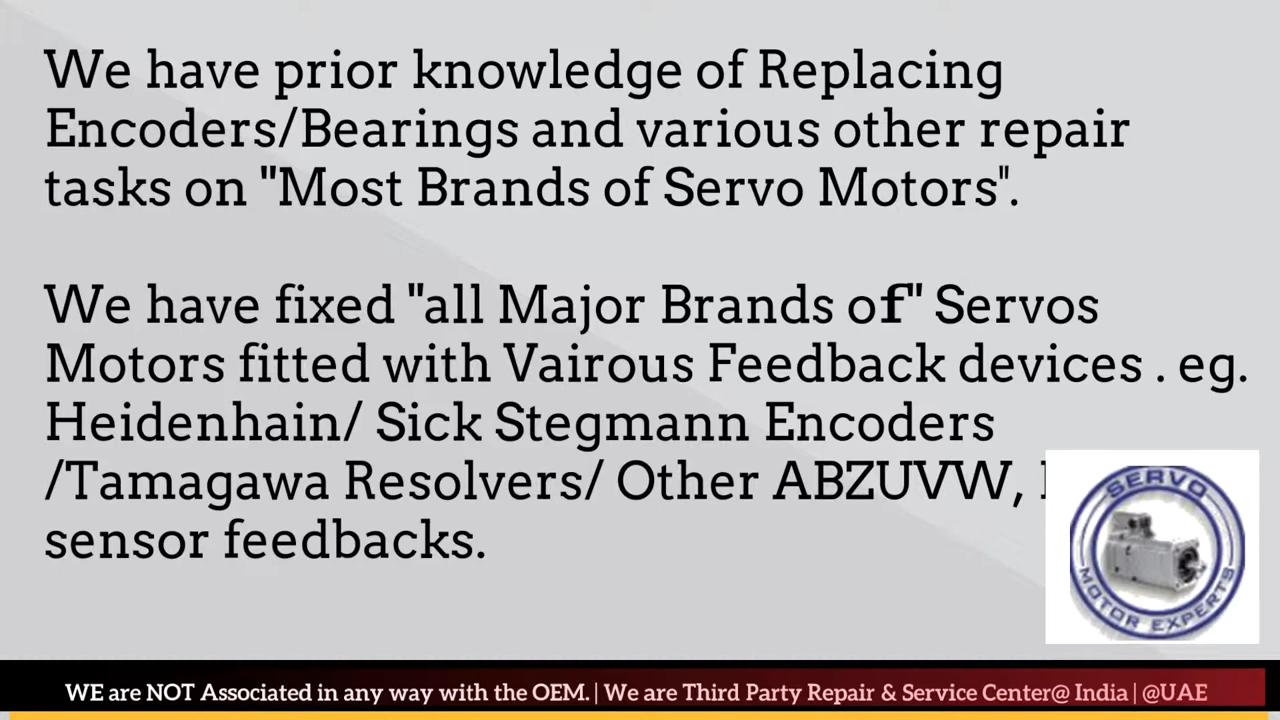 We have prior knowledge of Replacing
Encoders/Bearings and various other repair
tasks on "Most Brands of Servo Motors".
We have fixed "all Major Brands of" Servos
Motors fitted with Vairous Feedback devices . eg.
Heidenhain/ Sick Stegmann Encoders
/Tamagawa Resolvers/ Other ABZUVW,
sensor feedbacks.
SERVO
MOTOR EXPERTS
WE are NOT Associated in any way with the OEM. | We are Third Party Repair & Service Center@ India | @UAE